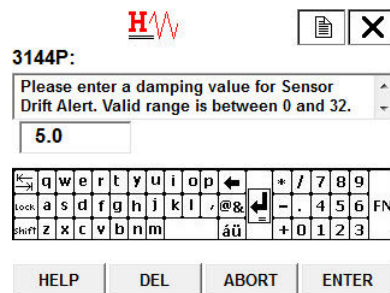 H
3144P:
Please enter a damping value for Sensor
Drift Alert. Valid range is between 0 and 32.
5.0
q w e r t y u i o p * / 7 8 9
Lock a s d f g h j k l , @& - . 4 5 6 FN
Shift z x c v b n m áü + 0 1 2 3
HELP DEL ABORT ENTER